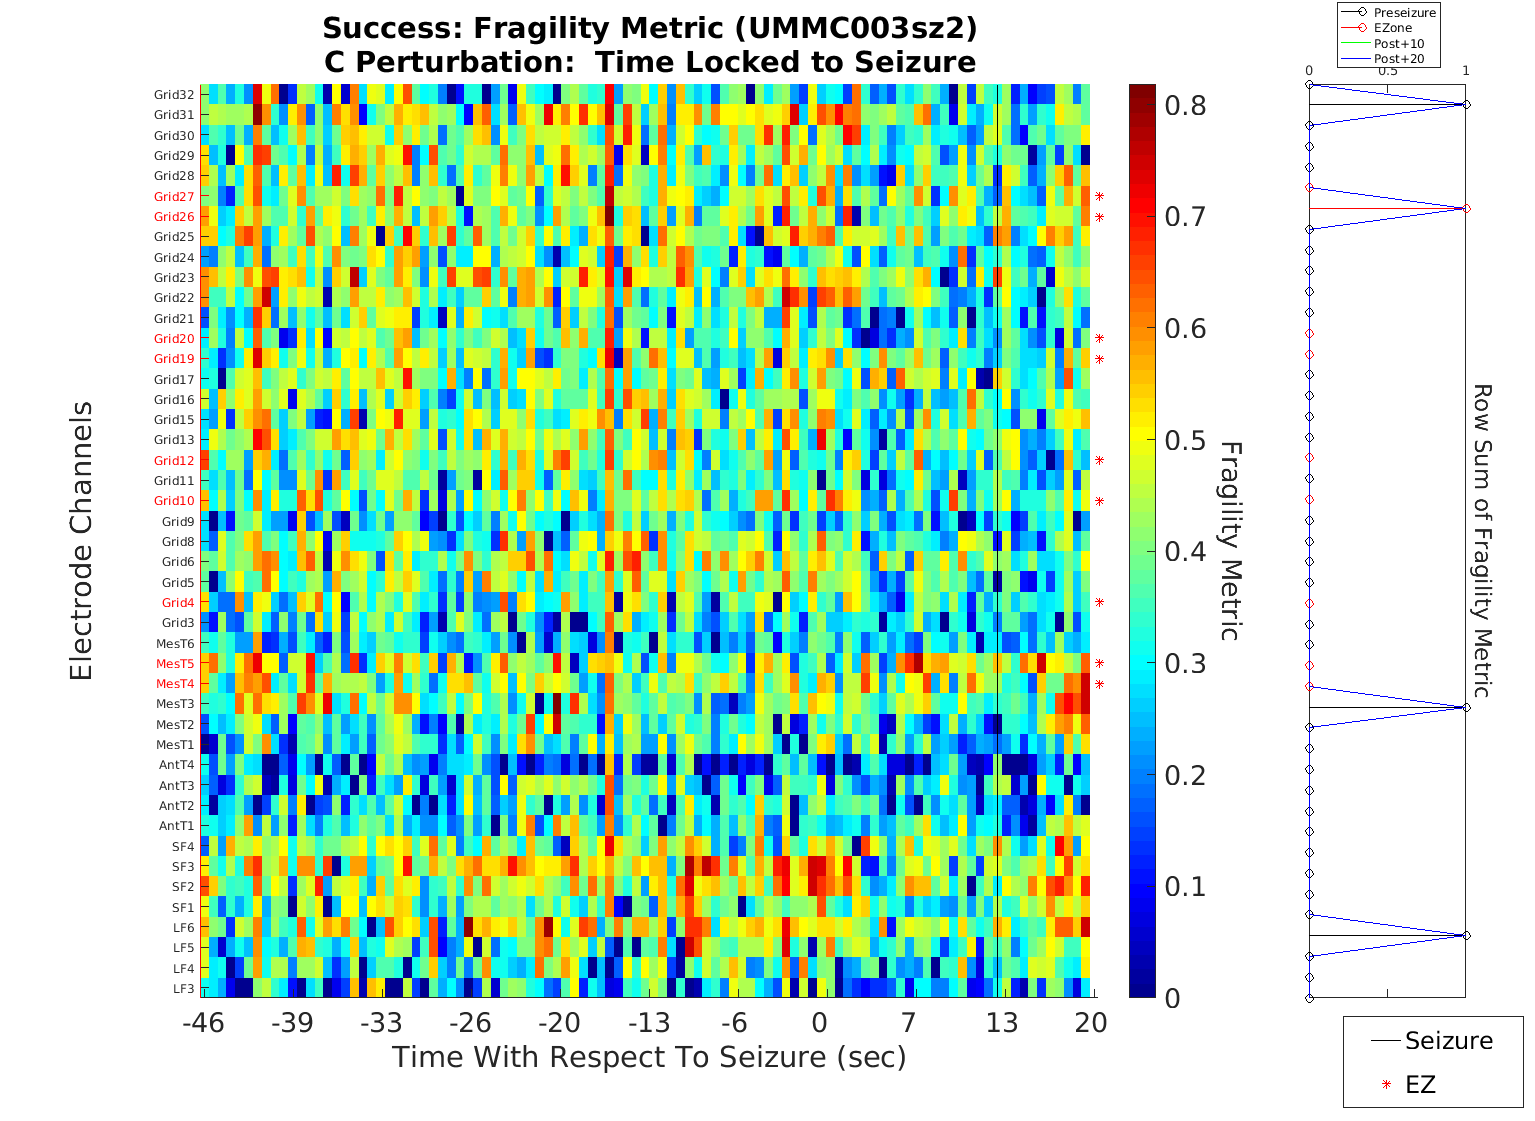 Success: Fragility Metric (UMMC003sz2)
C Perturbation:  Time Locked to Seizure
Electrode Channels
Grid32
Grid31
Grid30
Grid29
Grid28
Grid27
Grid26
Grid25
Grid24
Grid23
Grid22
Grid21
Grid20
Grid19
Grid17
Grid16
Grid15
Grid13
Grid12
Grid11
Grid10
Grid9
Grid8
Grid6
Grid5
Grid4
Grid3
MesT6
MesT5
MesT4
MesT3
MesT2
MesT1
AntT4
AntT3
AntT2
AntT1
SF4
SF3
SF2
SF1
LF6
LF5
LF4
LF3
-46 -39 -33 -26 -20 -13 -6 0 7 13 20
Time With Respect To Seizure (sec)
0.8
0.7
0.6
0.5
0.4
0.3
0.2
0.1
0
Fragility Metric
Preseizure
EZone
Post+10
Post+20
0 0.5 1
Row Sum of Fragility Metric
Seizure
EZ